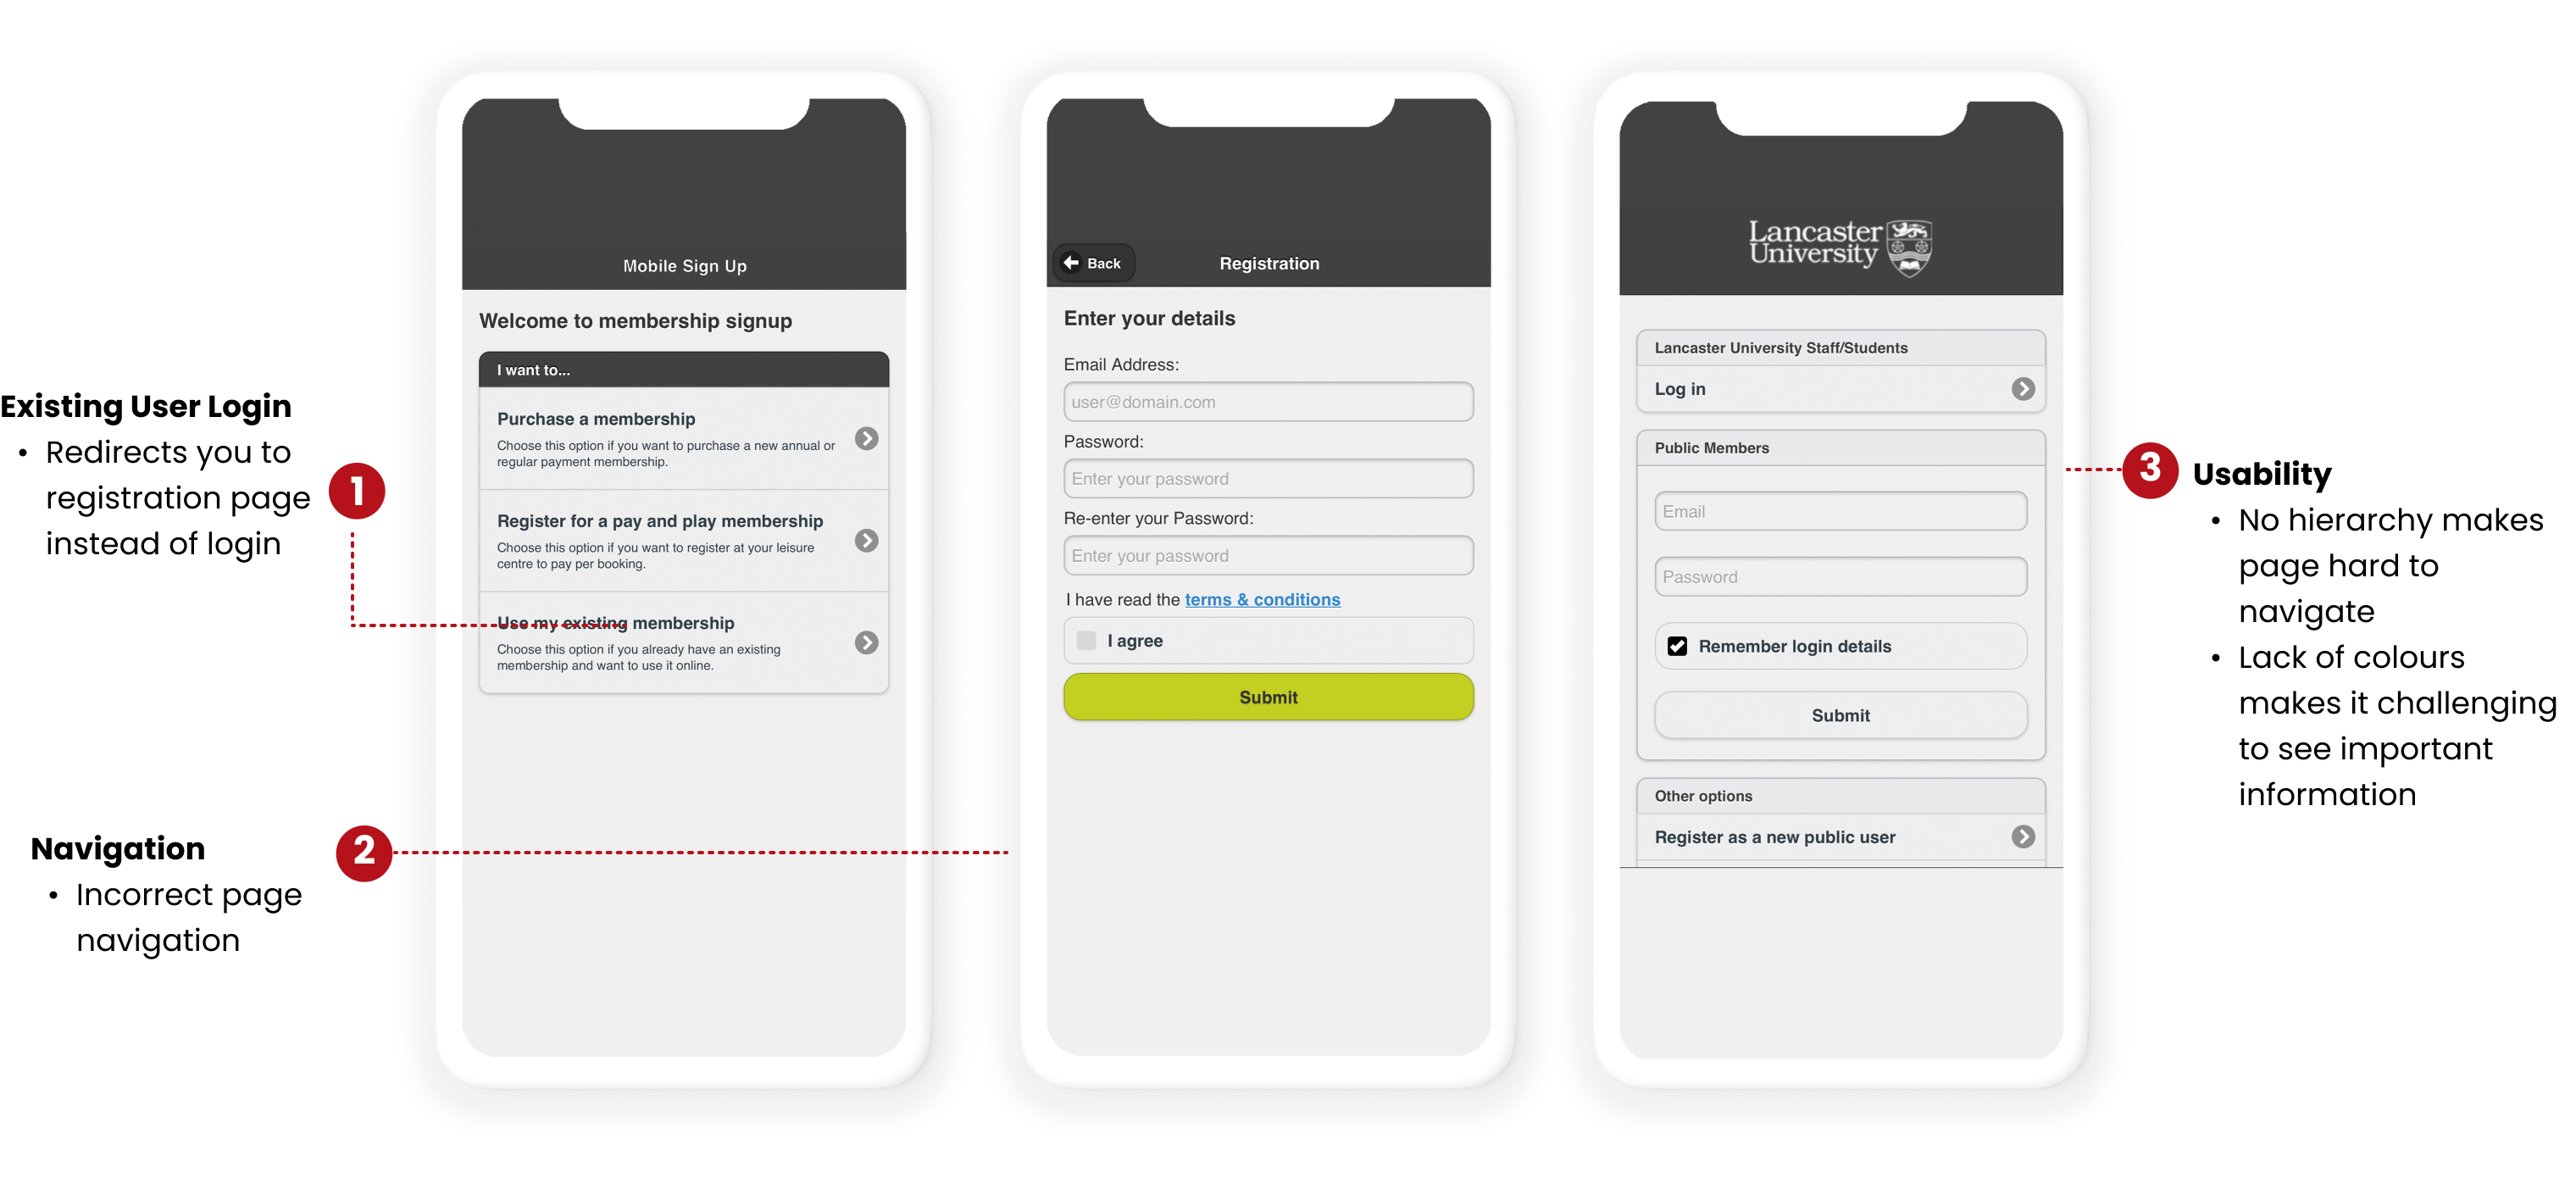 Existing User Login
• Redirects you to
registration page
instead of login
1
Navigation
• Incorrect page
navigation
2
Mobile Sign Up
Welcome to membership signup
I want to...
Purchase a membership
Choose this option if you want to purchase a new annual or
regular payment membership.
Register for a pay and play membership
Choose this option if you want to register at your leisure
centre to pay per booking.
Use my existing membership
Choose this option if you already have an existing
membership and want to use it online.
Back
Registration
Enter your details
Email Address:
user@domain.com
Password:
Enter your password
Re-enter your Password:
Enter your password
I have read the terms & conditions
I agree
Submit
Lancaster
University
Lancaster University Staff/Students
Log in
Public Members
Email
Password
Remember login details
Submit
Other options
Register as a new public user
3
Usability
• No hierarchy makes
page hard to
navigate
• Lack of colours
makes it challenging
to see important
information